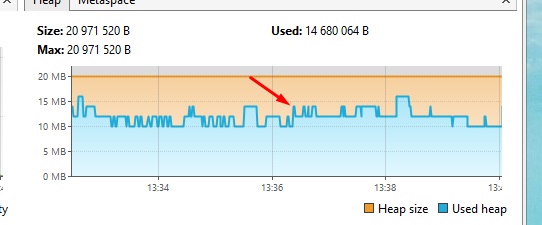 Heap Metaspace
Size: 20 971 520 B Used: 14 680 064 B
Max: 20 971 520 B
20 MB
15 MB
10 MB
5 MB
0 MB
13:34 13:36 13:38
Heap size Used heap